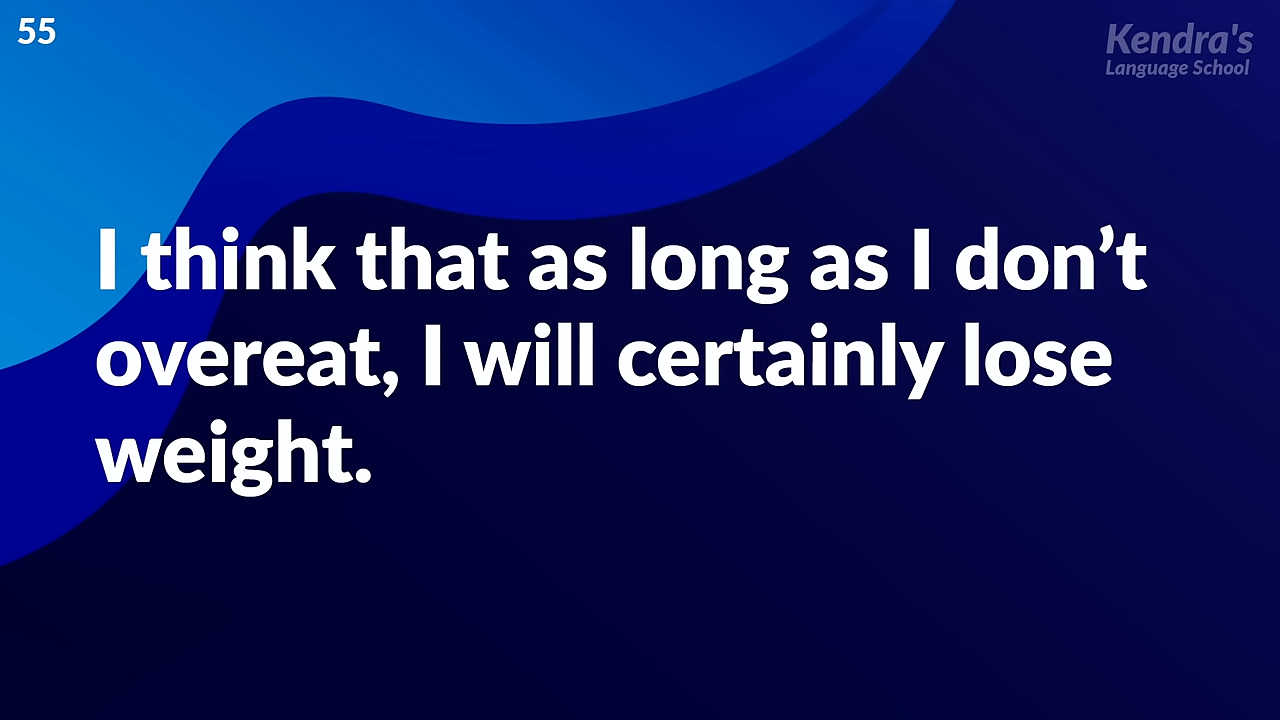 55
Kendra's
Language School
I think that as long as I don’t
overeat, I will certainly lose
weight.